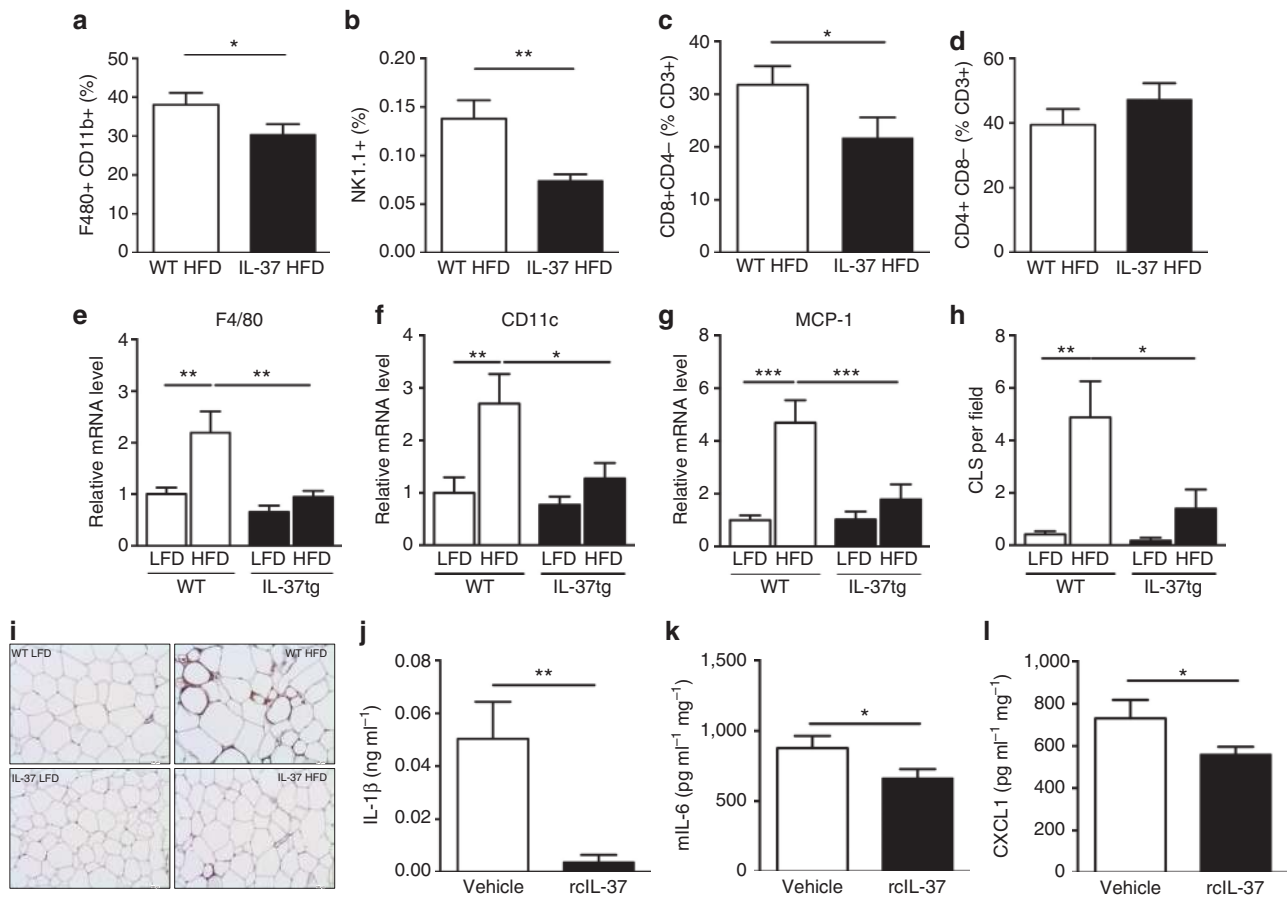 a
*
50
40
30
20
10
0
F480+ CD11b+ (%)
WT HFD IL-37 HFD
b
**
0.20
0.15
0.10
0.05
0.00
NK1.1+ (%)
WT HFD IL-37 HFD
c
*
40
30
20
10
0
CD8+CD4– (% CD3+)
WT HFD IL-37 HFD
d
60
40
20
0
CD4+ CD8– (% CD3+)
WT HFD IL-37 HFD
e
F4/80
4
3
2
1
0
Relative mRNA level
** **
LFD HFD LFD HFD
WT IL-37tg
f
CD11c
4
3
2
1
0
Relative mRNA level
** *
LFD HFD LFD HFD
WT IL-37tg
g
MCP-1
8
6
4
2
0
Relative mRNA level
*** ***
LFD HFD LFD HFD
WT IL-37tg
h
8
6
4
2
0
CLS per field
** *
LFD HFD LFD HFD
WT IL-37tg
i
WT LFD
WT HFD
IL-37 LFD
IL-37 HFD
j
0.08
0.06
0.04
0.02
0.00
IL-1β (ng ml⁻¹)
**
Vehicle rcIL-37
k
1,500
1,000
500
0
mIL-6 (pg ml⁻¹ mg⁻¹)
*
Vehicle rcIL-37
l
1,000
800
600
400
200
0
CXCL1 (pg ml⁻¹ mg⁻¹)
*
Vehicle rcIL-37